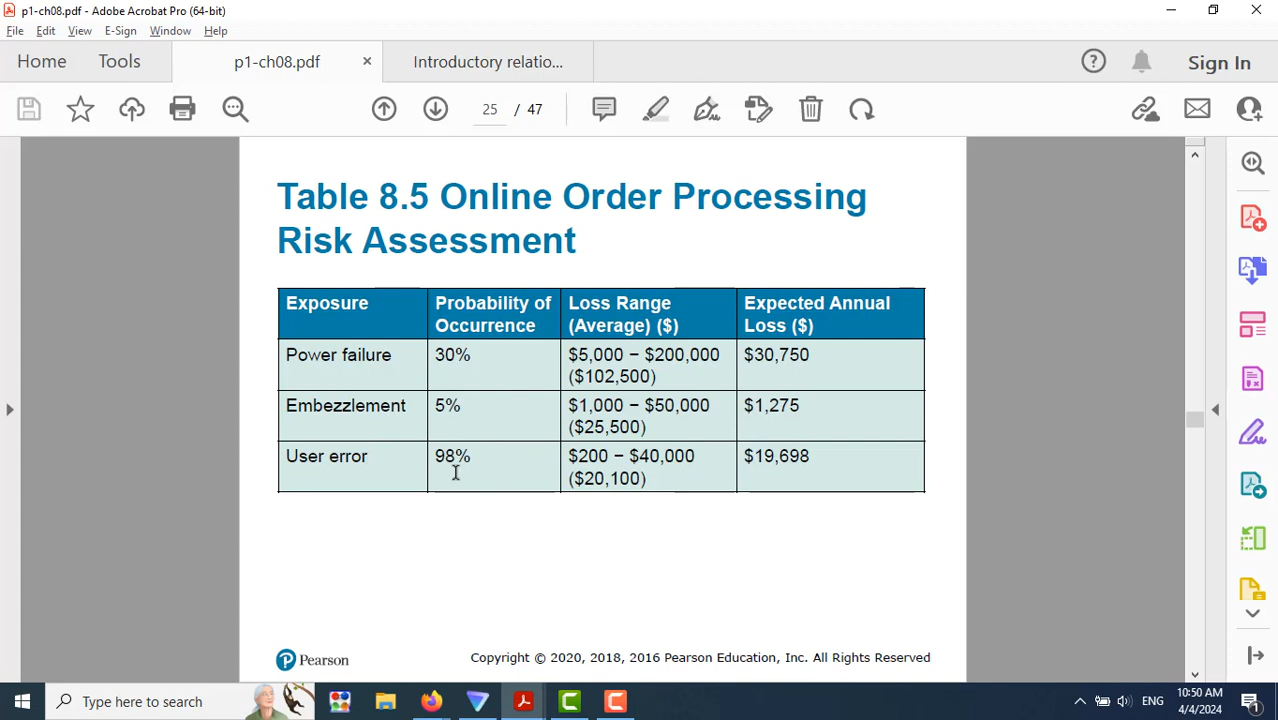 p1-ch08.pdf - Adobe Acrobat Pro (64-bit)
File Edit View E-Sign Window Help
Home Tools p1-ch08.pdf × Introductory relatio... Sign In
25 / 47
Table 8.5 Online Order Processing
Risk Assessment
Exposure Probability of Occurrence Loss Range (Average) ($) Expected Annual Loss ($)
Power failure 30% $5,000 − $200,000 ($102,500) $30,750
Embezzlement 5% $1,000 − $50,000 ($25,500) $1,275
User error 98% $200 − $40,000 ($20,100) $19,698
Pearson Copyright © 2020, 2018, 2016 Pearson Education, Inc. All Rights Reserved
Type here to search ENG 10:50 AM
4/4/2024